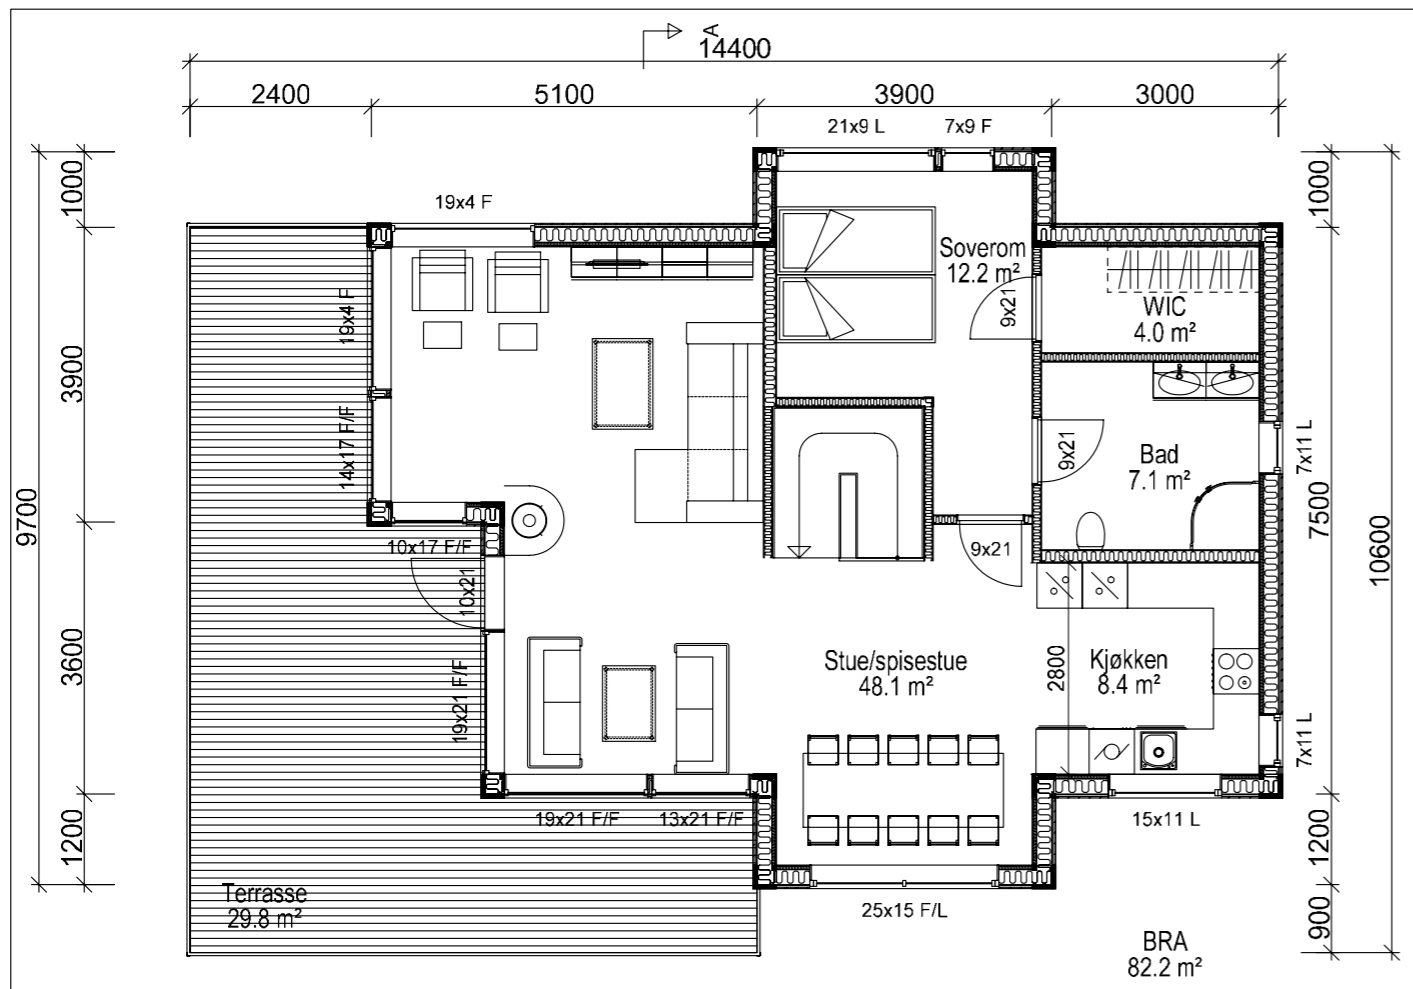 A
14400
2400
5100
3900
3000
21x9 L
7x9 F
1000
1000
19x4 F
Soverom
12.2 m²
9x21
WIC
4.0 m²
19x4 F
3900
14x17 F/F
9x21
Bad
7.1 m²
7x11 L
9700
7500
10600
10x17 F/F
9x21
10x21
3600
2800
Stue/spisestue
48.1 m²
Kjøkken
8.4 m²
19x21 F/F
7x11 L
19x21 F/F
13x21 F/F
15x11 L
1200
1200
Terrasse
29.8 m²
25x15 F/L
900
BRA
82.2 m²